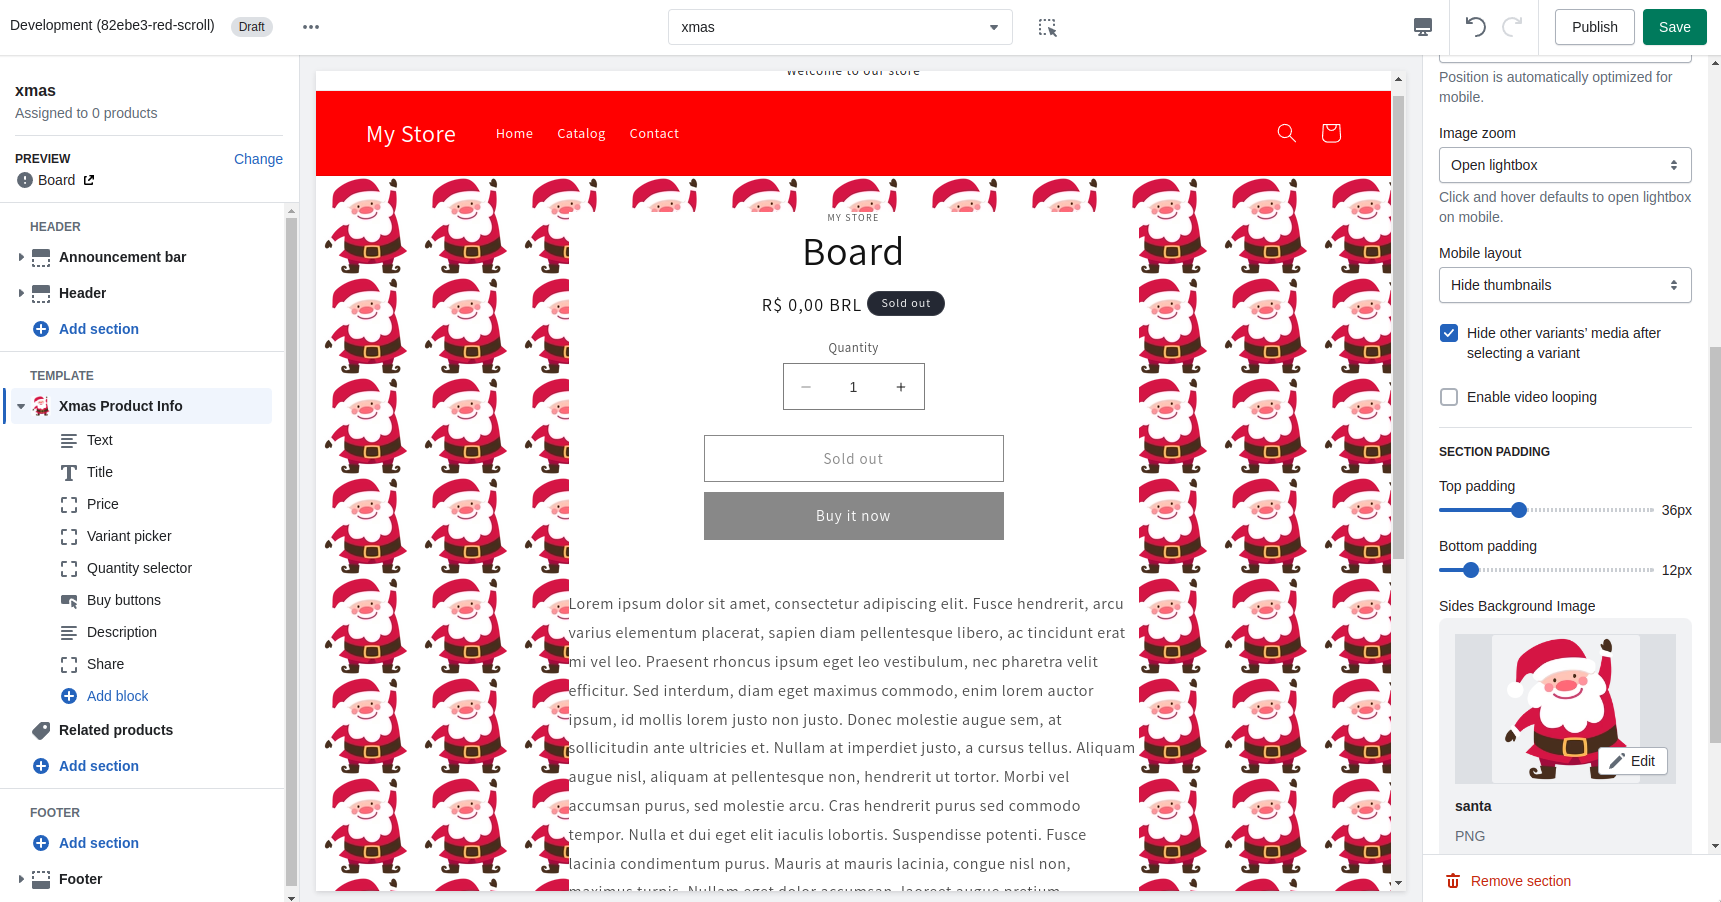 Development (82ebe3-red-scroll)
Draft
xmas
Publish
Save
xmas
Assigned to 0 products
PREVIEW
Change
Board
HEADER
Announcement bar
Header
Add section
TEMPLATE
Xmas Product Info
Text
Title
Price
Variant picker
Quantity selector
Buy buttons
Description
Share
Add block
Related products
Add section
FOOTER
Add section
Footer
Welcome to our store
My Store
Home
Catalog
Contact
MY STORE
Board
R$ 0,00 BRL
Sold out
Quantity
1
Sold out
Buy it now
Lorem ipsum dolor sit amet, consectetur adipiscing elit. Fusce hendrerit, arcu
varius elementum placerat, sapien diam pellentesque libero, ac tincidunt erat
mi vel leo. Praesent rhoncus ipsum eget leo vestibulum, nec pharetra velit
efficitur. Sed interdum, diam eget maximus commodo, enim lorem auctor
ipsum, id mollis lorem justo non justo. Donec molestie augue sem, at
sollicitudin ante ultricies et. Nullam at imperdiet justo, a cursus tellus. Aliquam
augue nisl, aliquam at pellentesque non, hendrerit ut tortor. Morbi vel
accumsan purus, sed molestie arcu. Cras hendrerit purus sed commodo
tempor. Nulla et dui eget elit iaculis lobortis. Suspendisse potenti. Fusce
lacinia condimentum purus. Mauris at mauris lacinia, congue nisl non,
maximus turpis. Nullam eget dolor accumsan, laoreet augue pretium,
Position is automatically optimized for
mobile.
Image zoom
Open lightbox
Click and hover defaults to open lightbox
on mobile.
Mobile layout
Hide thumbnails
Hide other variants’ media after
selecting a variant
Enable video looping
SECTION PADDING
Top padding
36px
Bottom padding
12px
Sides Background Image
Edit
santa
PNG
Remove section